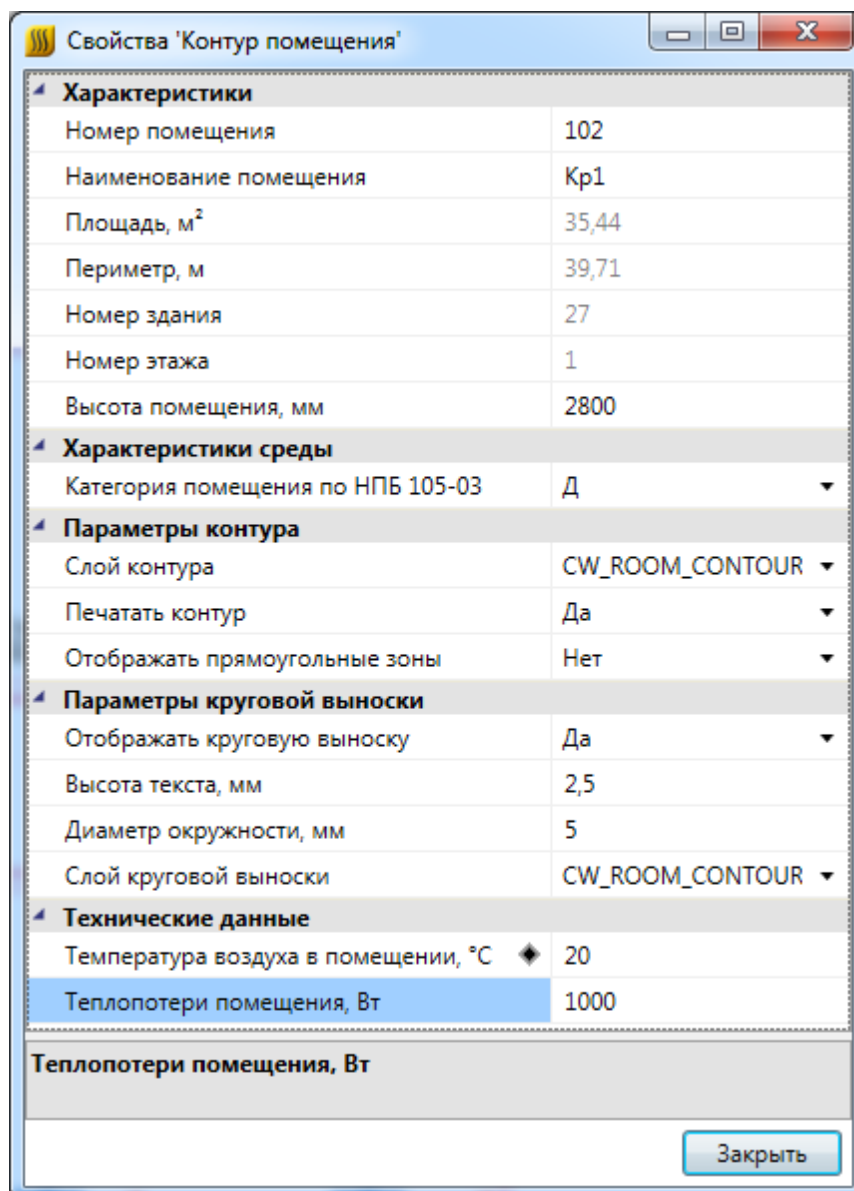 Свойства 'Контур помещения'
Характеристики
Номер помещения 102
Наименование помещения Кр1
Площадь, м² 35,44
Периметр, м 39,71
Номер здания 27
Номер этажа 1
Высота помещения, мм 2800
Характеристики среды
Категория помещения по НПБ 105-03 Д
Параметры контура
Слой контура CW_ROOM_CONTOUR
Печатать контур Да
Отображать прямоугольные зоны Нет
Параметры круговой выноски
Отображать круговую выноску Да
Высота текста, мм 2,5
Диаметр окружности, мм 5
Слой круговой выноски CW_ROOM_CONTOUR
Технические данные
Температура воздуха в помещении, °C 20
Теплопотери помещения, Вт 1000
Теплопотери помещения, Вт
Закрыть